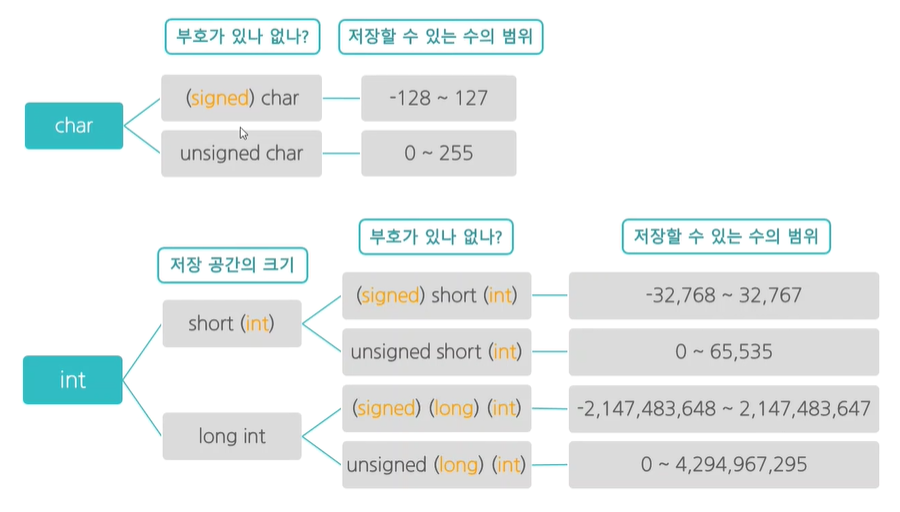 부호가 있나 없나?
저장할 수 있는 수의 범위
char
(signed) char
-128 ~ 127
unsigned char
0 ~ 255
부호가 있나 없나?
저장할 수 있는 수의 범위
저장 공간의 크기
int
short (int)
(signed) short (int)
-32,768 ~ 32,767
unsigned short (int)
0 ~ 65,535
long int
(signed) (long) (int)
-2,147,483,648 ~ 2,147,483,647
unsigned (long) (int)
0 ~ 4,294,967,295